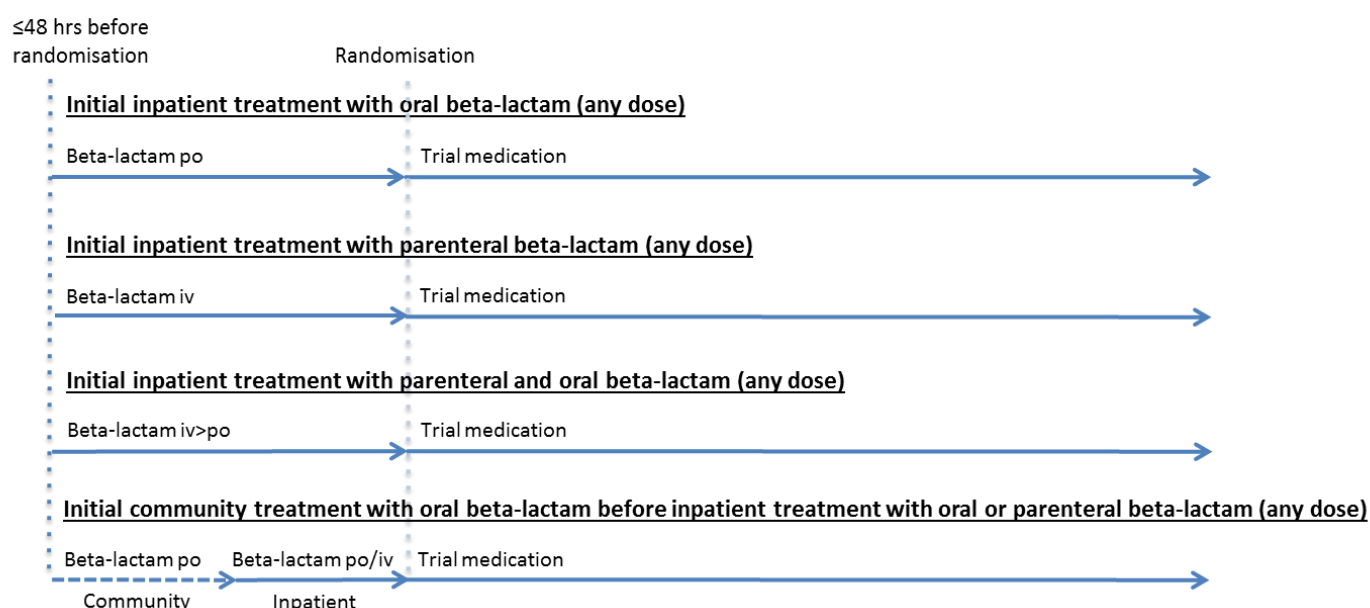 ≤48 hrs before
randomisation
Randomisation
Initial inpatient treatment with oral beta-lactam (any dose)
Beta-lactam po
Trial medication
Initial inpatient treatment with parenteral beta-lactam (any dose)
Beta-lactam iv
Trial medication
Initial inpatient treatment with parenteral and oral beta-lactam (any dose)
Beta-lactam iv>po
Trial medication
Initial community treatment with oral beta-lactam before inpatient treatment with oral or parenteral beta-lactam (any dose)
Beta-lactam po
Beta-lactam po/iv
Trial medication
Community
Inpatient